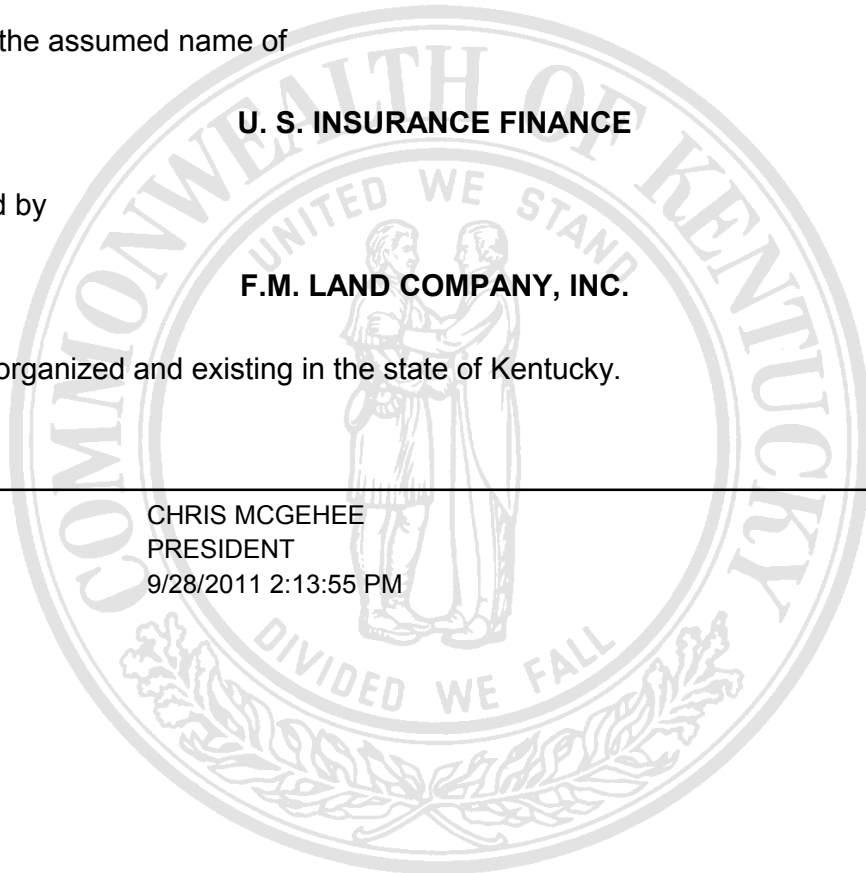 the assumed name of
U. S. INSURANCE FINANCE
d by
F.M. LAND COMPANY, INC.
organized and existing in the state of Kentucky.
CHRIS MCGEHEE
PRESIDENT
9/28/2011 2:13:55 PM
COMMONWEALTH OF KENTUCKY
UNITED WE STAND
DIVIDED WE FALL